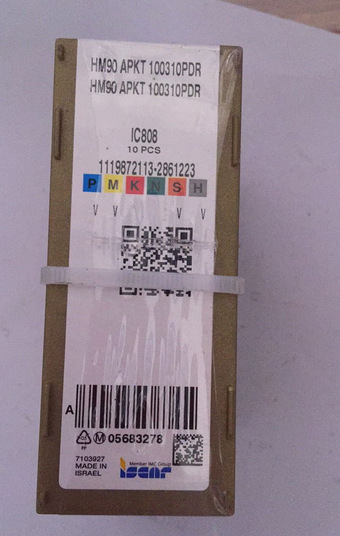 HM90 APKT 100310PDR
HM90 APKT 100310PDR
IC808
10 PCS
1119872113-2861223
P M K N S H
V V V V
A
M 05683278
PP
7103927
MADE IN
ISRAEL
Member IMC Group
iscar